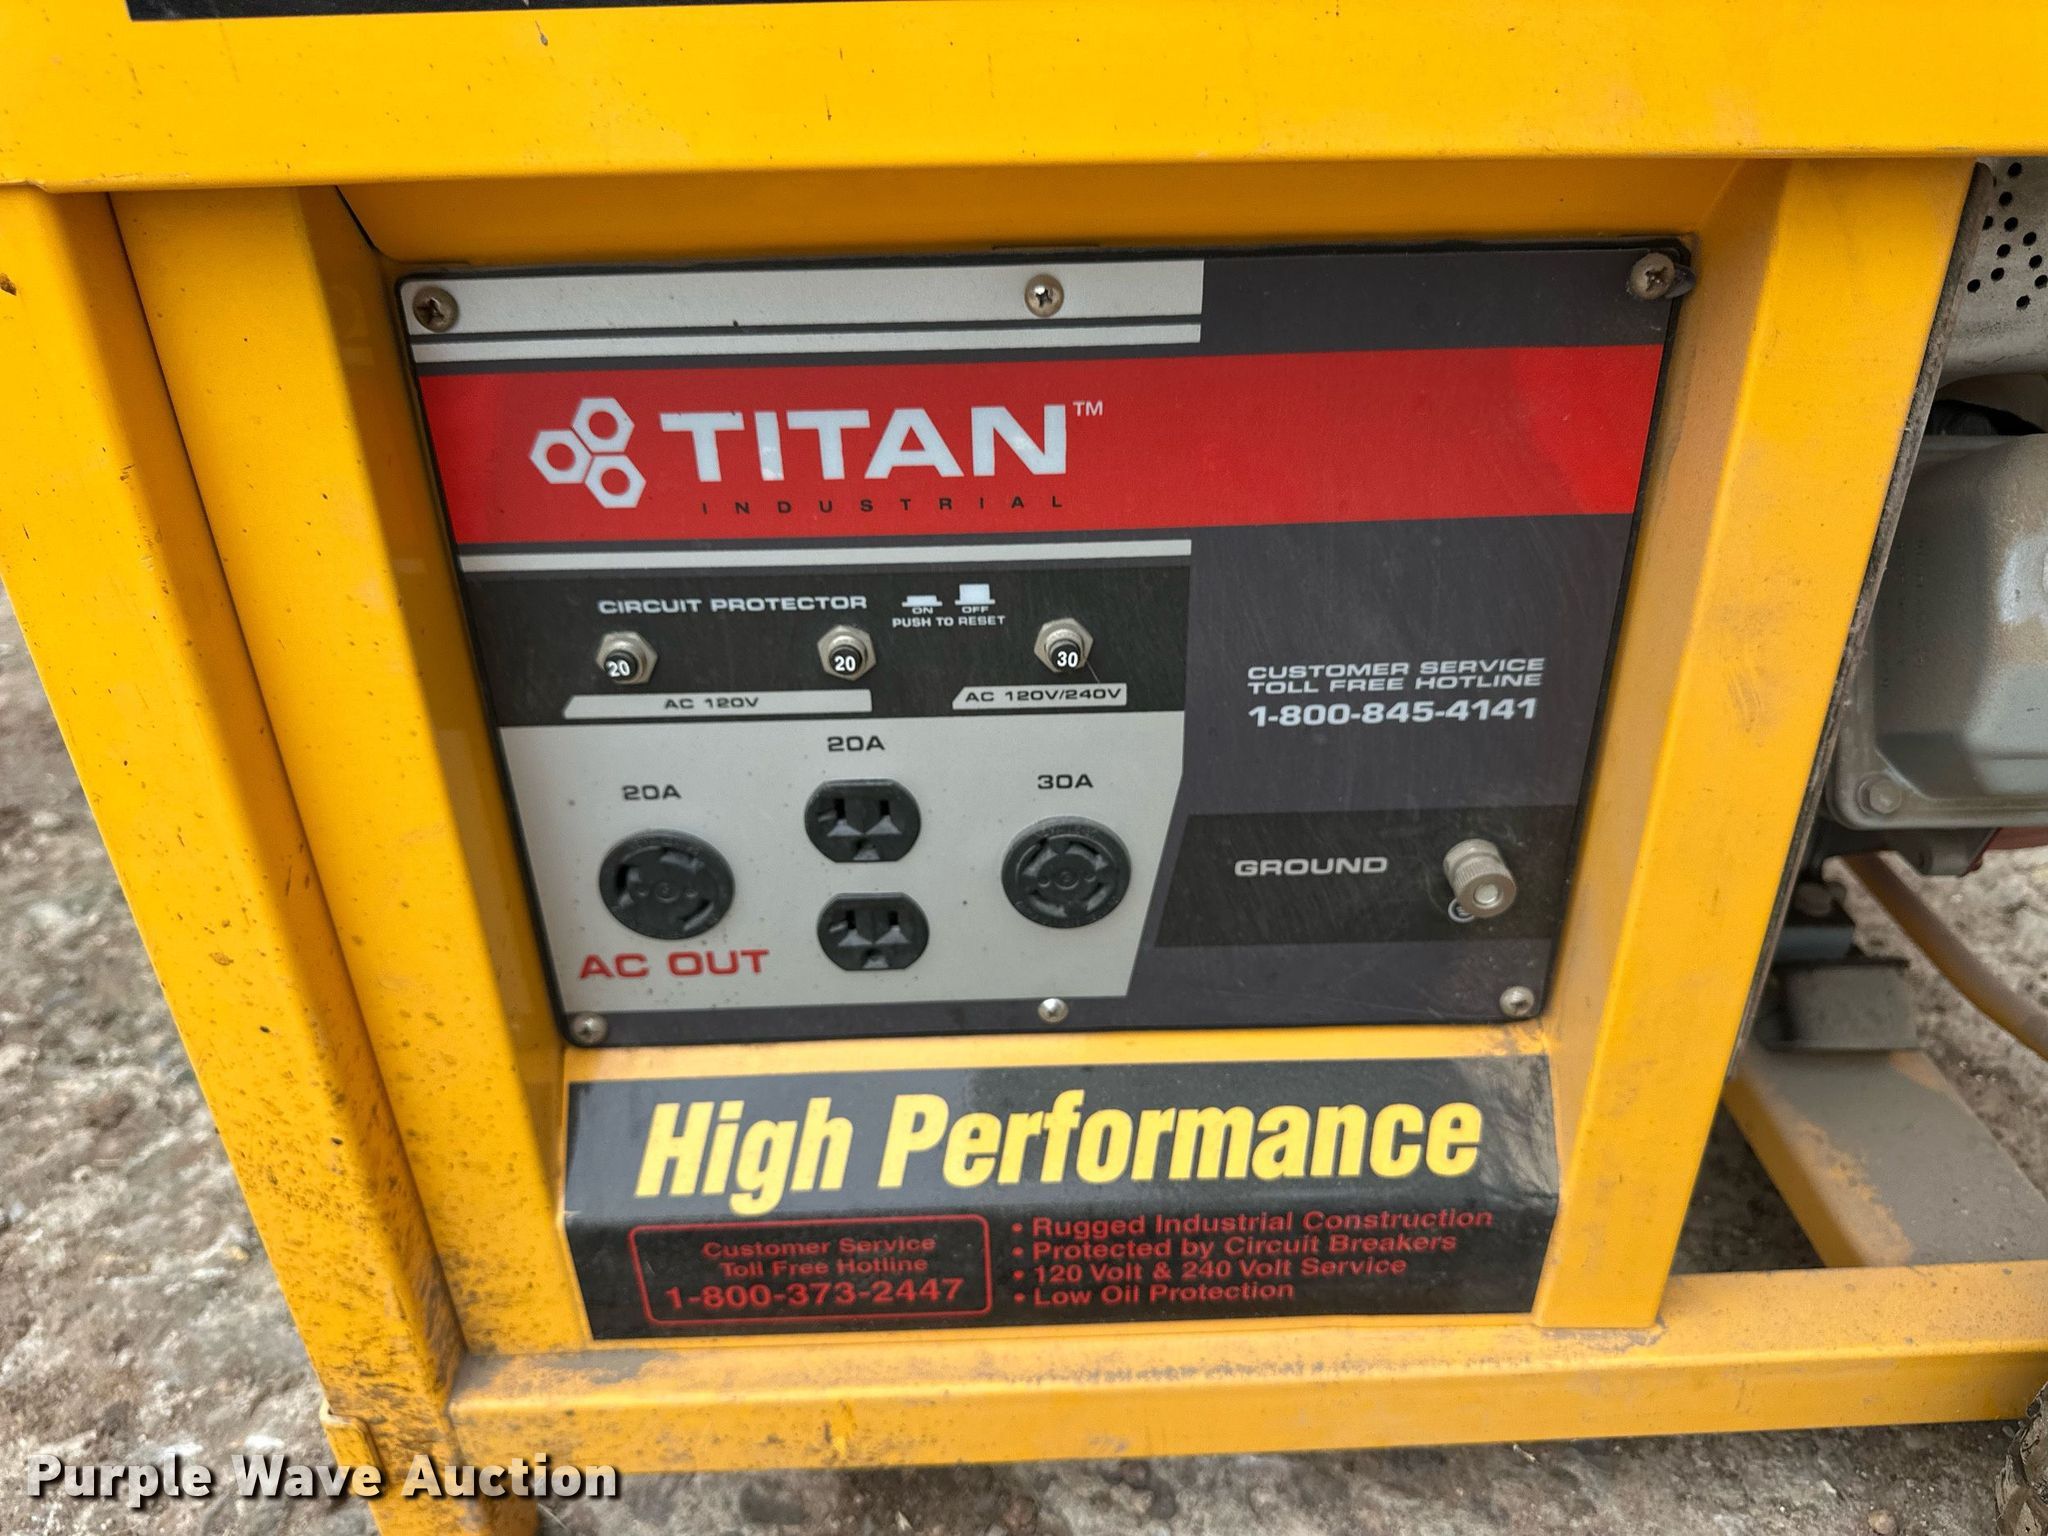 TITAN™
INDUSTRIAL
CIRCUIT PROTECTOR
ON OFF
PUSH TO RESET
20 20 30
AC 120V
AC 120V/240V
20A
20A
30A
AC OUT
CUSTOMER SERVICE
TOLL FREE HOTLINE
1-800-845-4141
GROUND
High Performance
Customer Service
Toll Free Hotline
1-800-373-2447
• Rugged Industrial Construction
• Protected by Circuit Breakers
• 120 Volt & 240 Volt Service
• Low Oil Protection
Purple Wave Auction